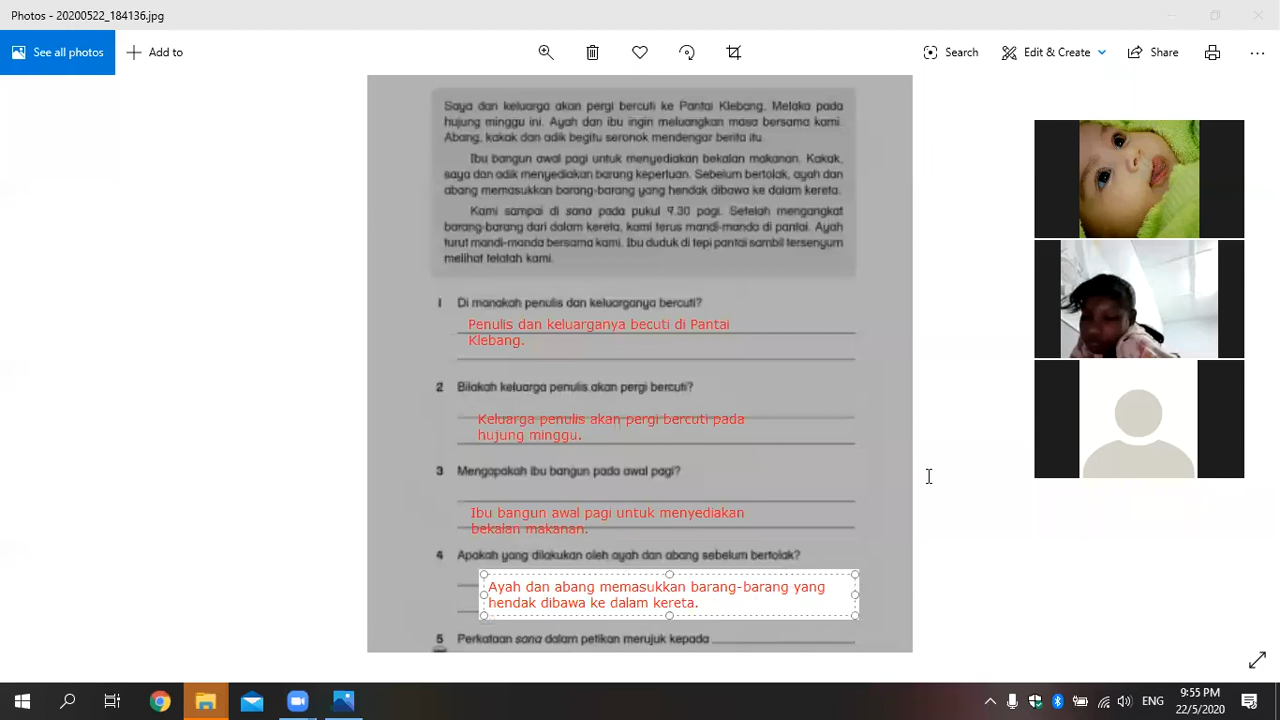 Photos - 20200522_184136.jpg
See all photos
Add to
Search
Edit & Create
Share
Saya dan keluarga akan pergi bercuti ke Pantai Klebang, Melaka pada
hujung minggu ini. Ayah dan ibu ingin meluangkan masa bersama kami.
Abang, kakak dan adik begitu seronok mendengar berita itu.
Ibu bangun awal pagi untuk menyediakan bekalan makanan. Kakak,
saya dan adik menyediakan barang keperluan. Sebelum bertolak, ayah dan
abang memasukkan barang-barang yang hendak dibawa ke dalam kereta.
Kami sampai di sana pada pukul 9.30 pagi. Setelah mengangkat
barang-barang dari dalam kereta, kami terus mandi-manda di pantai. Ayah
turut mandi-manda bersama kami. Ibu duduk di tepi pantai sambil tersenyum
melihat telatah kami.
1 Di manakah penulis dan keluarganya bercuti?
Penulis dan keluarganya becuti di Pantai
Klebang.
2 Bilakah keluarga penulis akan pergi bercuti?
Keluarga penulis akan pergi bercuti pada
hujung minggu.
3 Mengapakah ibu bangun pada awal pagi?
Ibu bangun awal pagi untuk menyediakan
bekalan makanan.
4 Apakah yang dilakukan oleh ayah dan abang sebelum bertolak?
Ayah dan abang memasukkan barang-barang yang
hendak dibawa ke dalam kereta.
5 Perkataan sana dalam petikan merujuk kepada
ENG
9:55 PM
22/5/2020